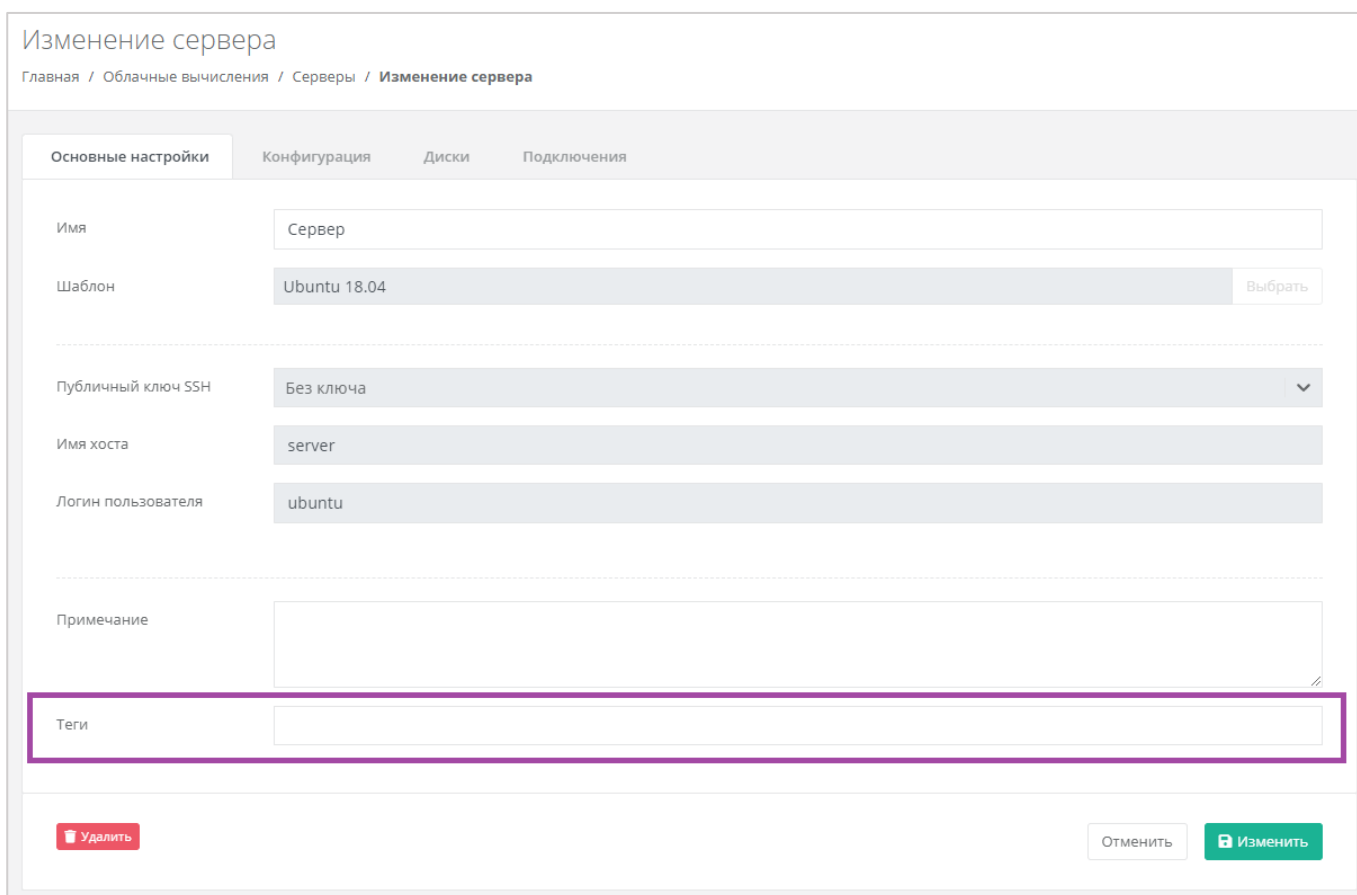 Изменение сервера
Главная / Облачные вычисления / Серверы / Изменение сервера
Основные настройки Конфигурация Диски Подключения
Имя Сервер
Шаблон Ubuntu 18.04 Выбрать
Публичный ключ SSH Без ключа
Имя хоста server
Логин пользователя ubuntu
Примечание
Теги
Удалить Отменить Изменить